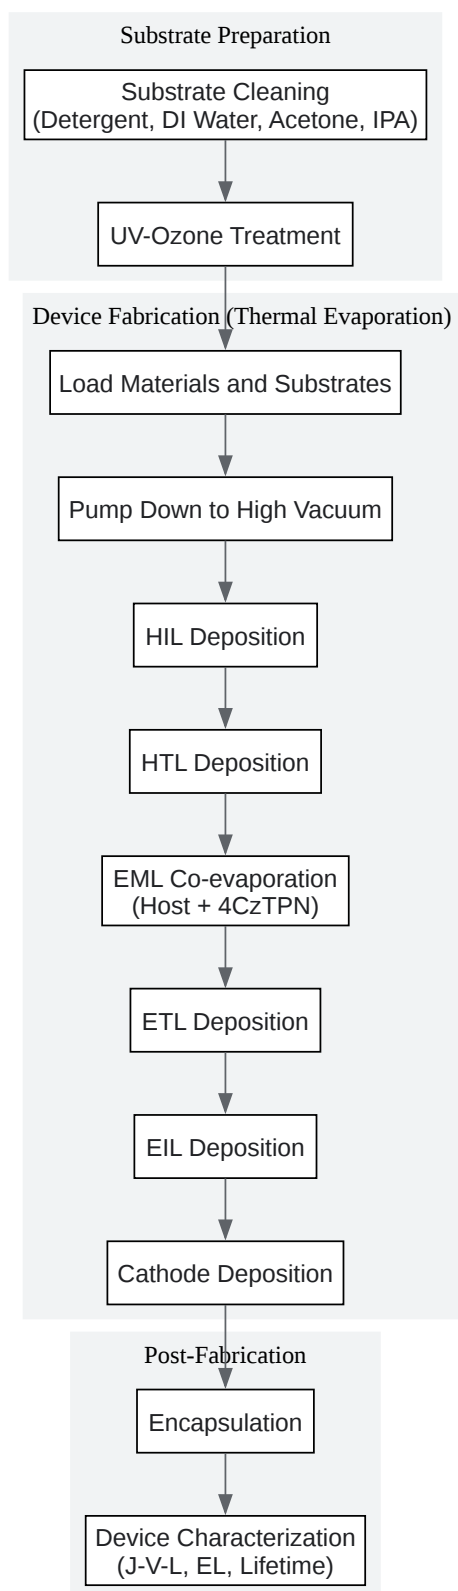 Substrate Preparation
Substrate Cleaning
(Detergent, DI Water, Acetone, IPA)
UV-Ozone Treatment
Device Fabrication (Thermal Evaporation)
Load Materials and Substrates
Pump Down to High Vacuum
HIL Deposition
HTL Deposition
EML Co-evaporation
(Host + 4CzTPN)
ETL Deposition
EIL Deposition
Cathode Deposition
Post-Fabrication
Encapsulation
Device Characterization
(J-V-L, EL, Lifetime)